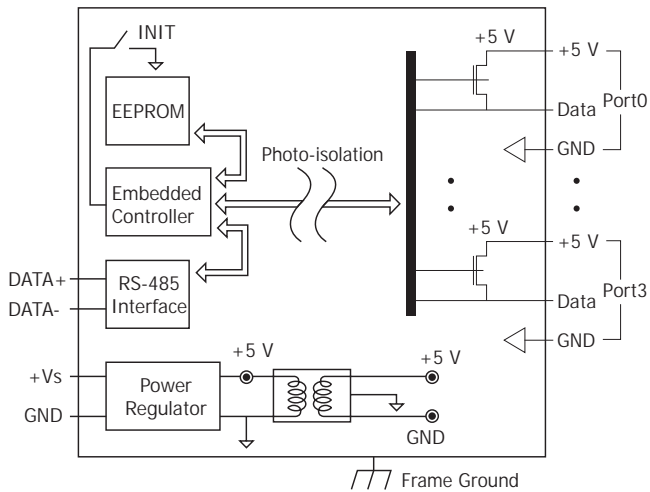 INIT
EEPROM
Embedded
Controller
RS-485
Interface
DATA+
DATA-
Photo-isolation
+5 V
+5 V
Data
Port0
GND
+5 V
+5 V
Data
Port3
GND
+Vs
GND
Power
Regulator
+5 V
+5 V
GND
Frame Ground